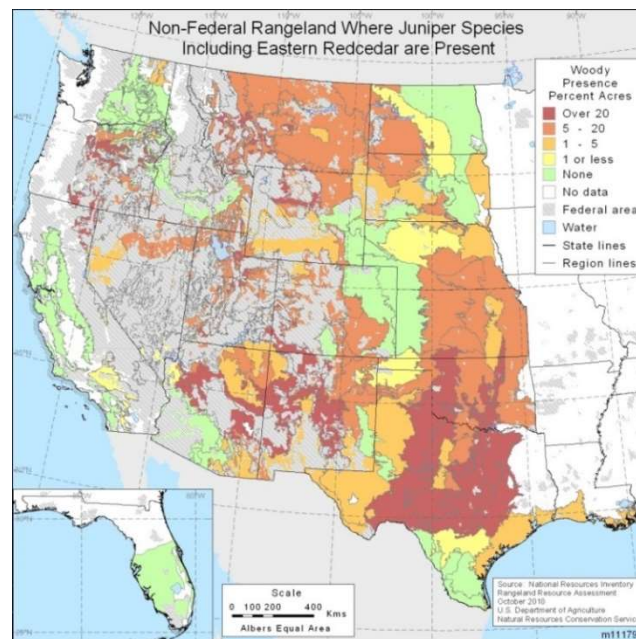 Non-Federal Rangeland Where Juniper Species
Including Eastern Redcedar are Present
Woody
Presence
Percent Acres
Over 20
5 - 20
1 - 5
1 or less
None
No data
Federal area
Water
State lines
Region lines
Scale
0 100 200 400
Kms
Albers Equal Area
Source: National Resources Inventory
Rangeland Resource Assessment
October 2010
U.S. Department of Agriculture
Natural Resources Conservation Servic